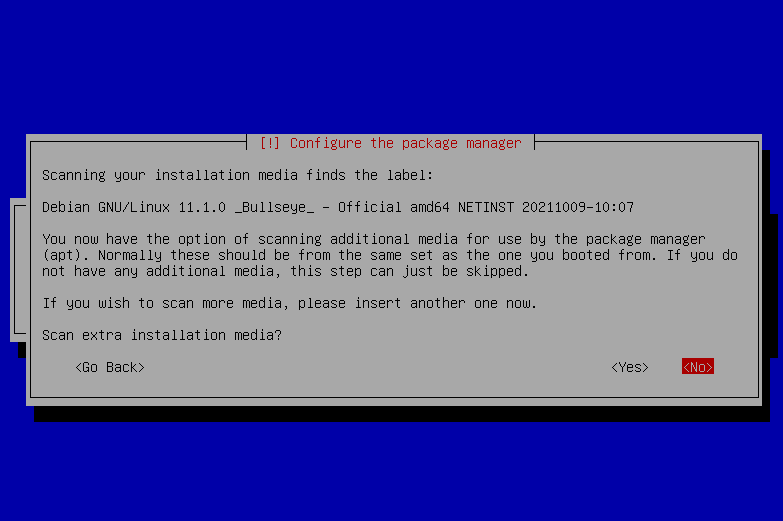 [!] Configure the package manager
Scanning your installation media finds the label:
Debian GNU/Linux 11.1.0 _Bullseye_ - Official amd64 NETINST 20211009-10:07
You now have the option of scanning additional media for use by the package manager
(apt). Normally these should be from the same set as the one you booted from. If you do
not have any additional media, this step can just be skipped.
If you wish to scan more media, please insert another one now.
Scan extra installation media?
<Go Back> <Yes> <No>